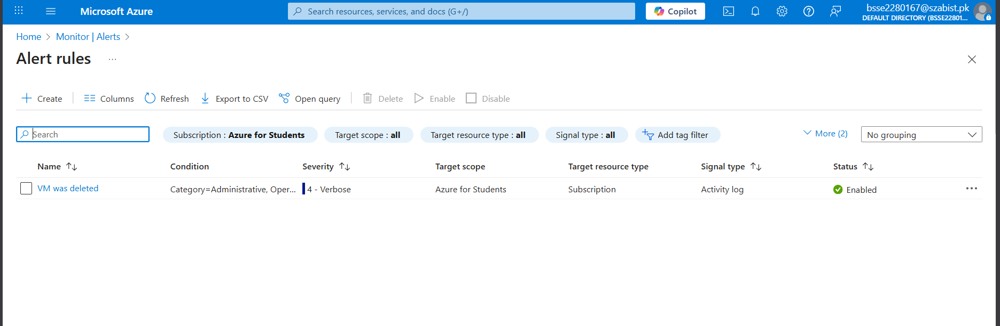 Microsoft Azure
Search resources, services, and docs (G+/)
Copilot
bsse2280167@szabist.pk
DEFAULT DIRECTORY (BSSE22801...
Home > Monitor | Alerts >
Alert rules ...
Create
Columns
Refresh
Export to CSV
Open query
Delete
Enable
Disable
Search
Subscription : Azure for Students
Target scope : all
Target resource type : all
Signal type : all
Add tag filter
More (2)
No grouping
Name Condition Severity Target scope Target resource type Signal type Status
VM was deleted Category=Administrative, Oper... 4 - Verbose Azure for Students Subscription Activity log Enabled